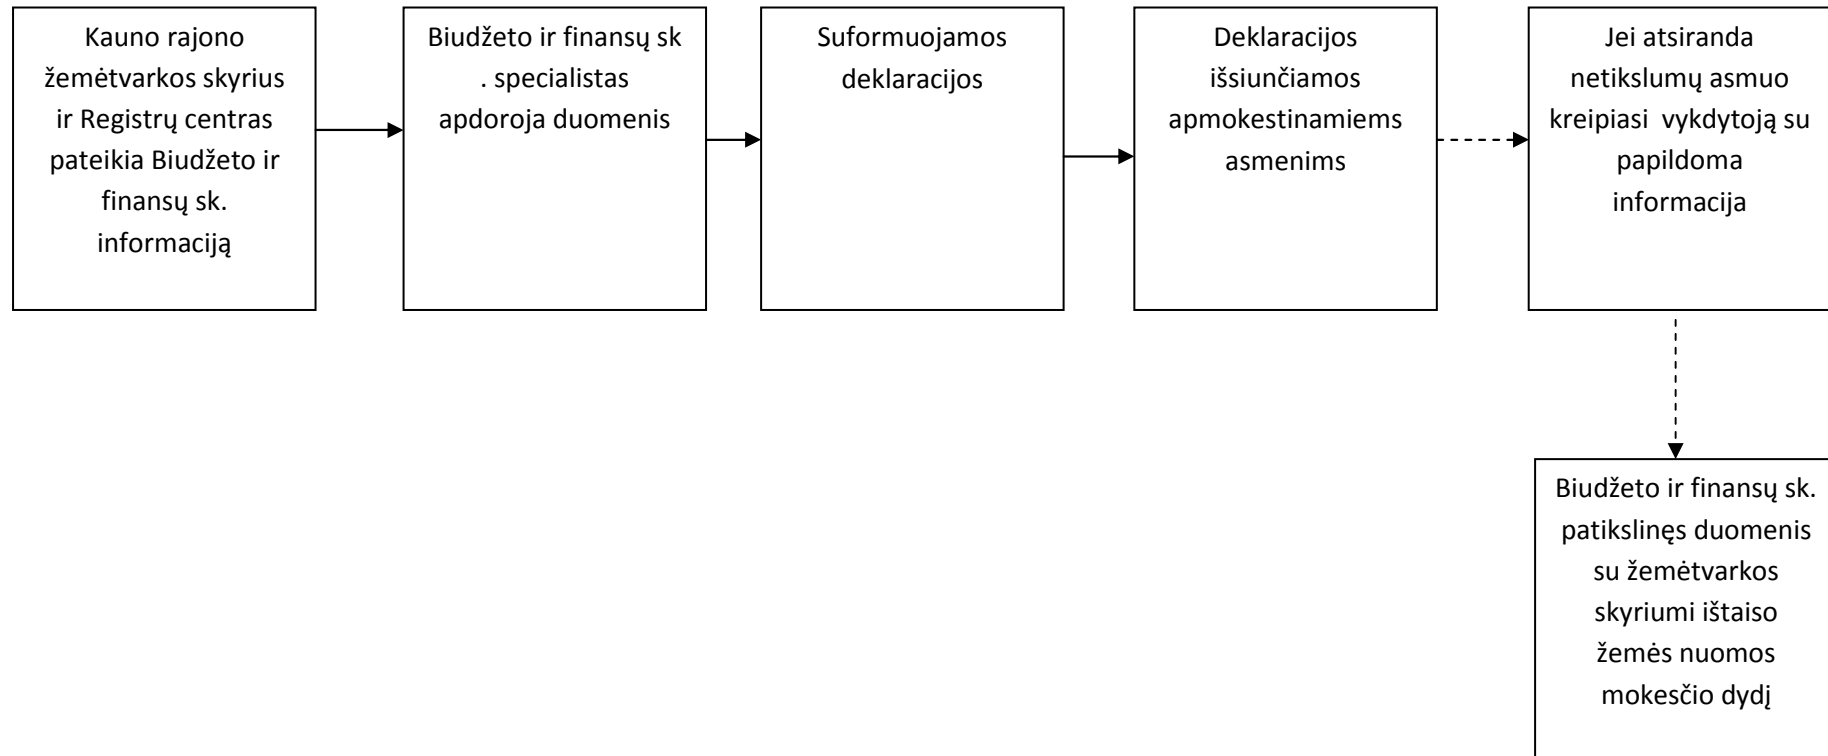 Kauno rajono
žemėtvarkos skyrius
ir Registrų centras
pateikia Biudžeto ir
finansų sk.
informaciją
Biudžeto ir finansų sk
. specialistas
apdoroja duomenis
Suformuojamos
deklaracijos
Deklaracijos
išsiunčiamos
apmokestinamiems
asmenims
Jei atsiranda
netikslumų asmuo
kreipiasi  vykdytoją su
papildoma
informacija
Biudžeto ir finansų sk.
patikslinęs duomenis
su žemėtvarkos
skyriumi ištaiso
žemės nuomos
mokesčio dydį